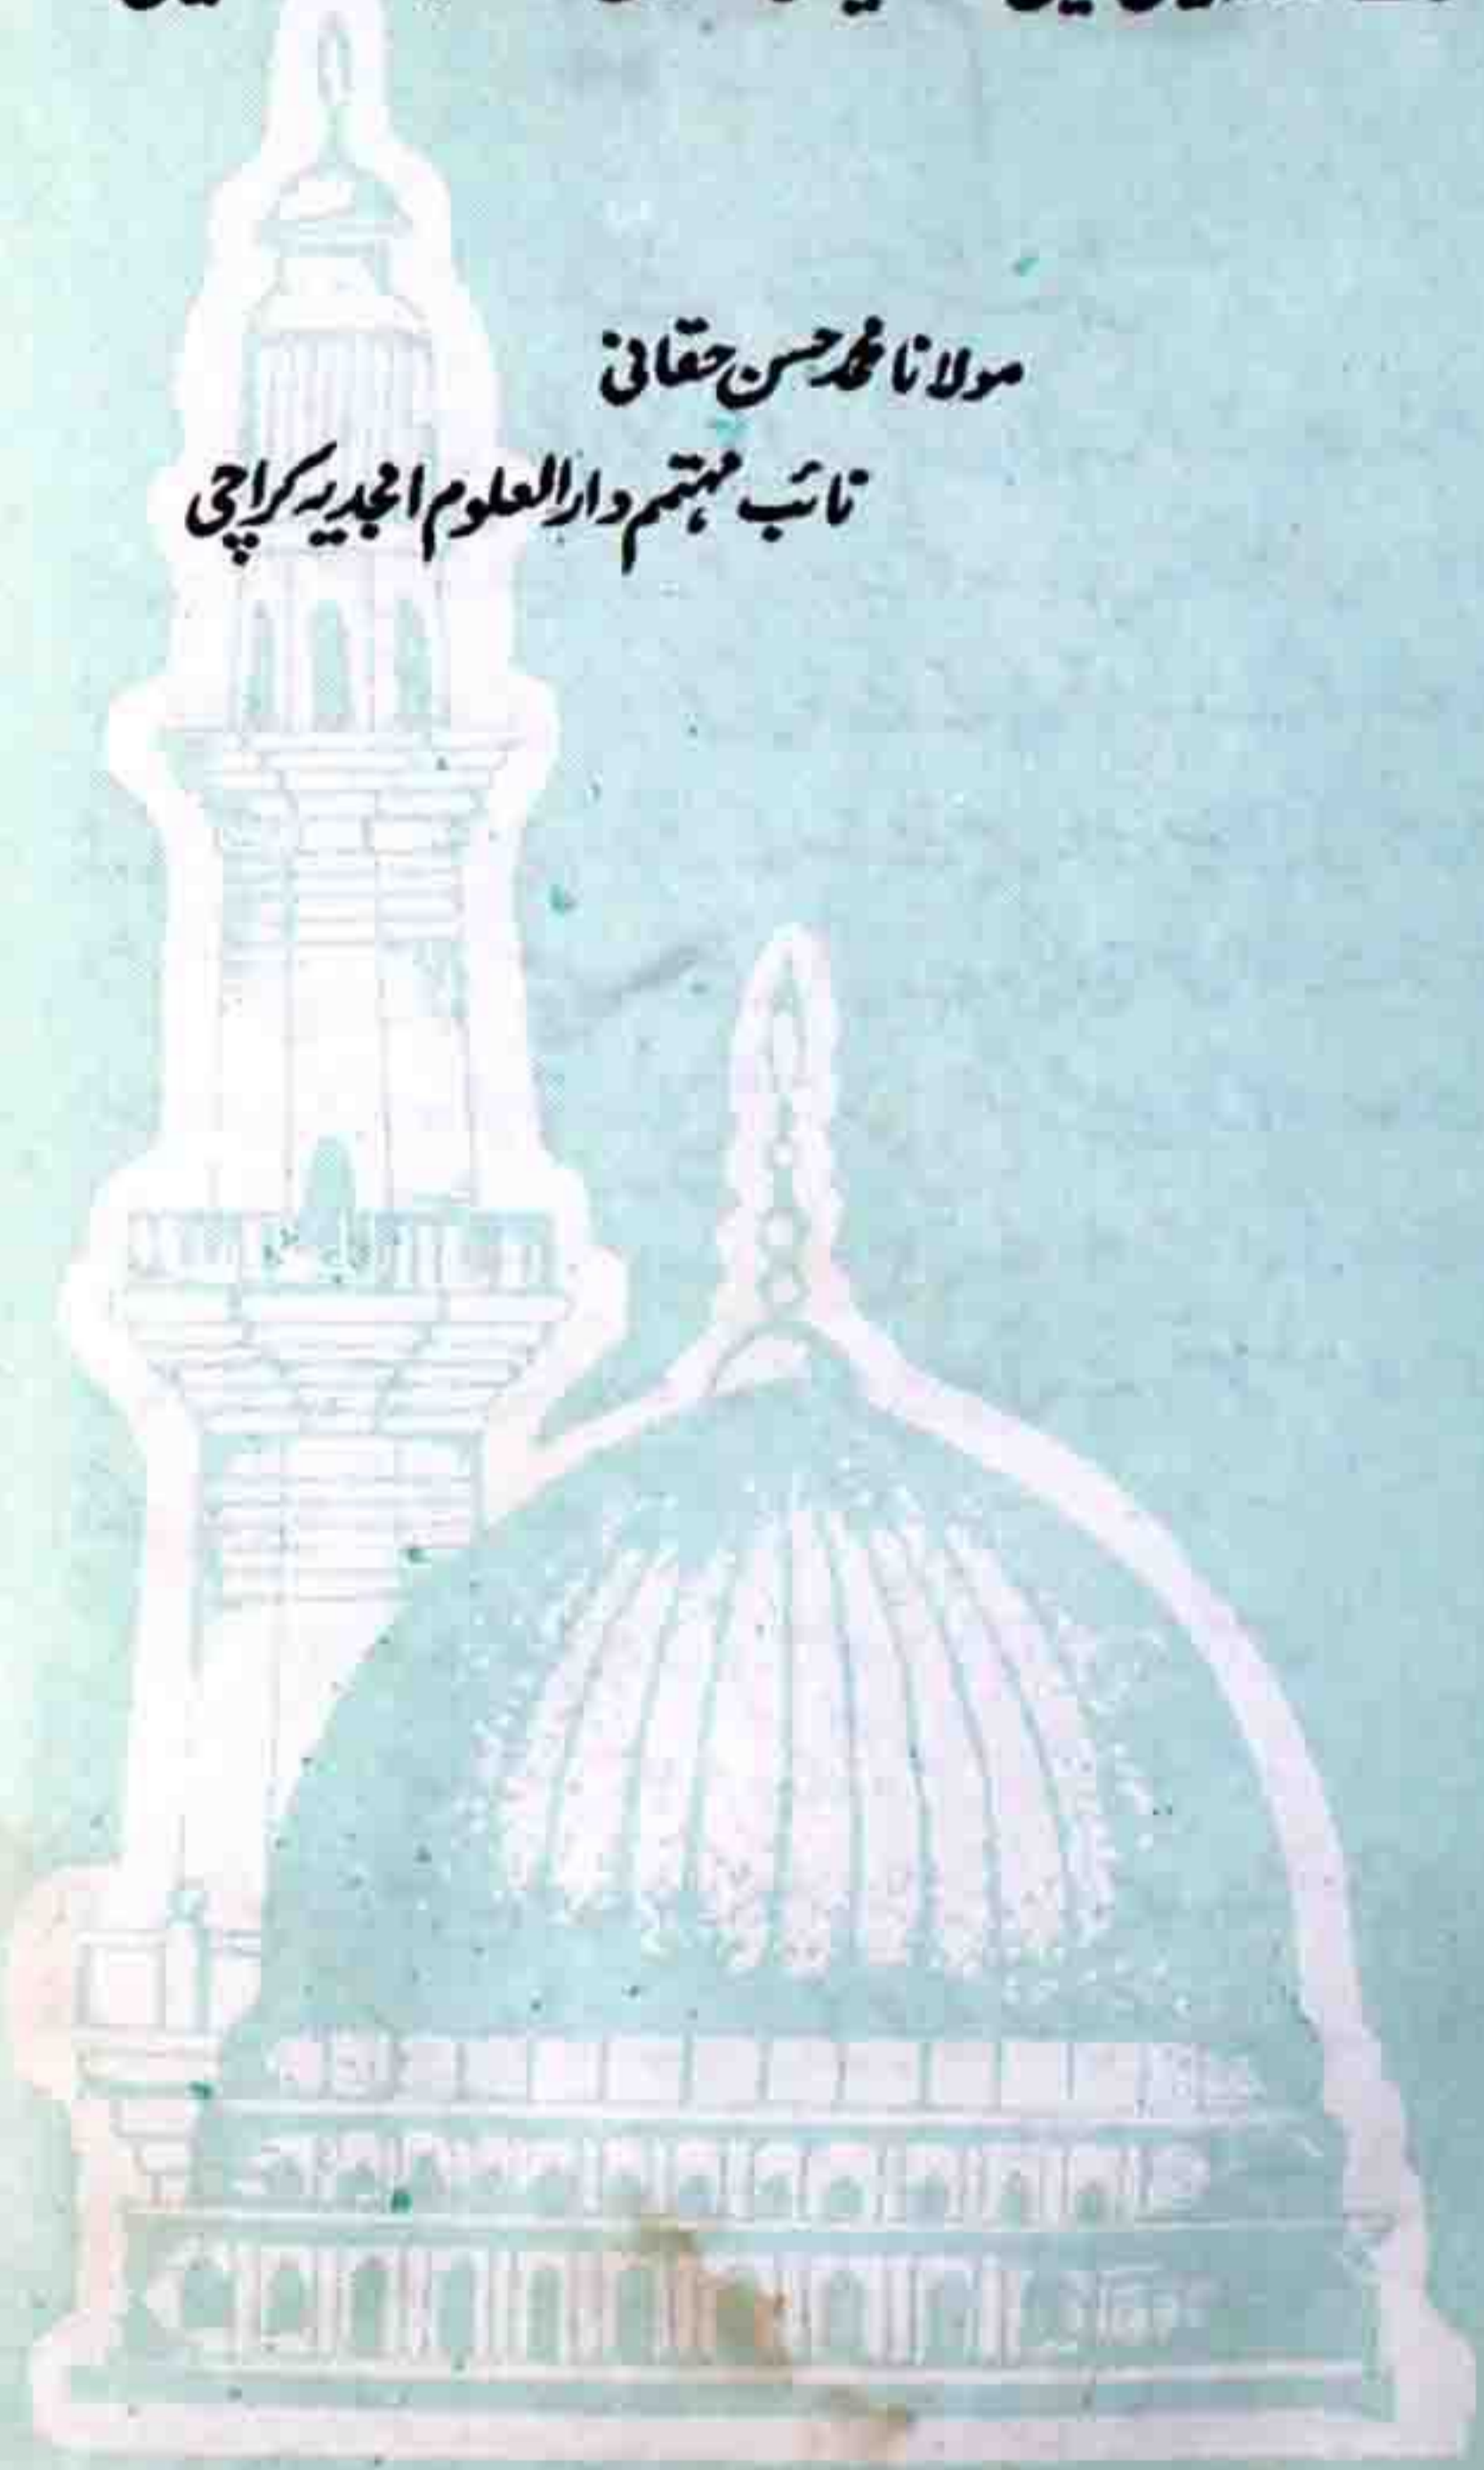 مولانا محمد حسن حقانی
نائب مہتمم دارالعلوم امجدیہ کراچی